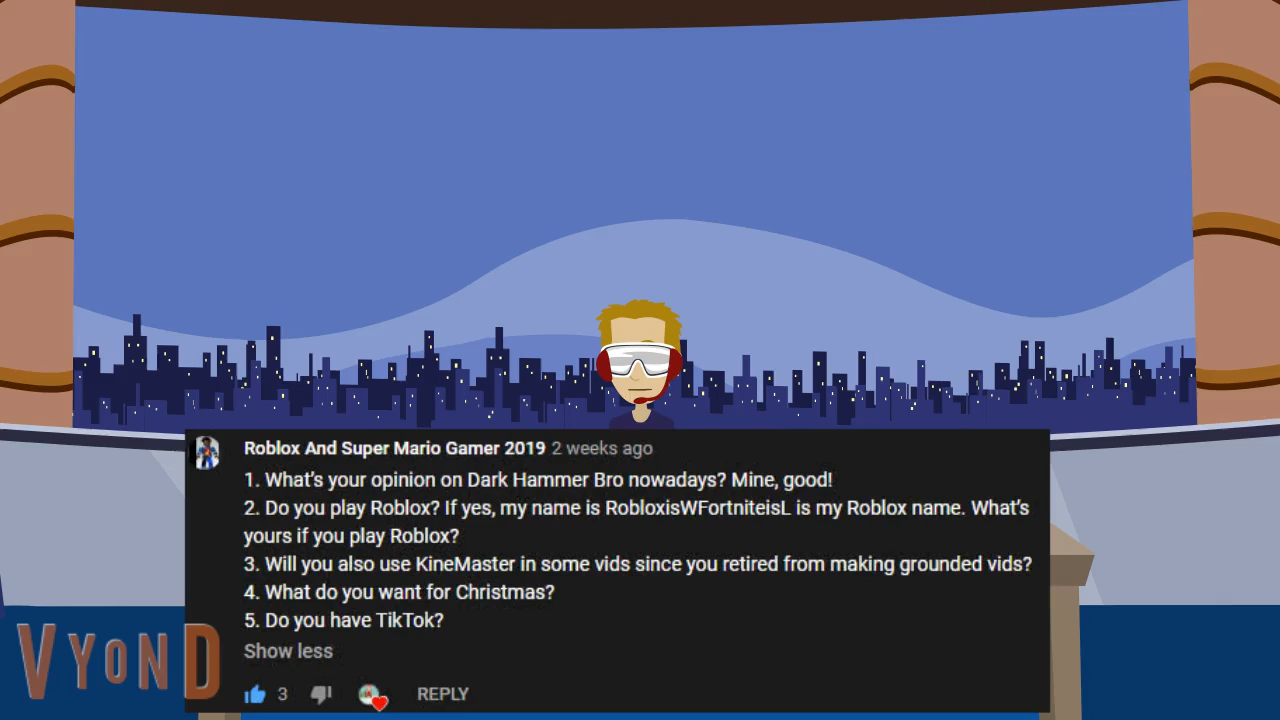 Roblox And Super Mario Gamer 2019 2 weeks ago
1. What's your opinion on Dark Hammer Bro nowadays? Mine, good!
2. Do you play Roblox? If yes, my name is RobloxisWFortniteisL is my Roblox name. What's
yours if you play Roblox?
3. Will you also use KineMaster in some vids since you retired from making grounded vids?
4. What do you want for Christmas?
5. Do you have TikTok?
Show less
3 REPLY
VYOND